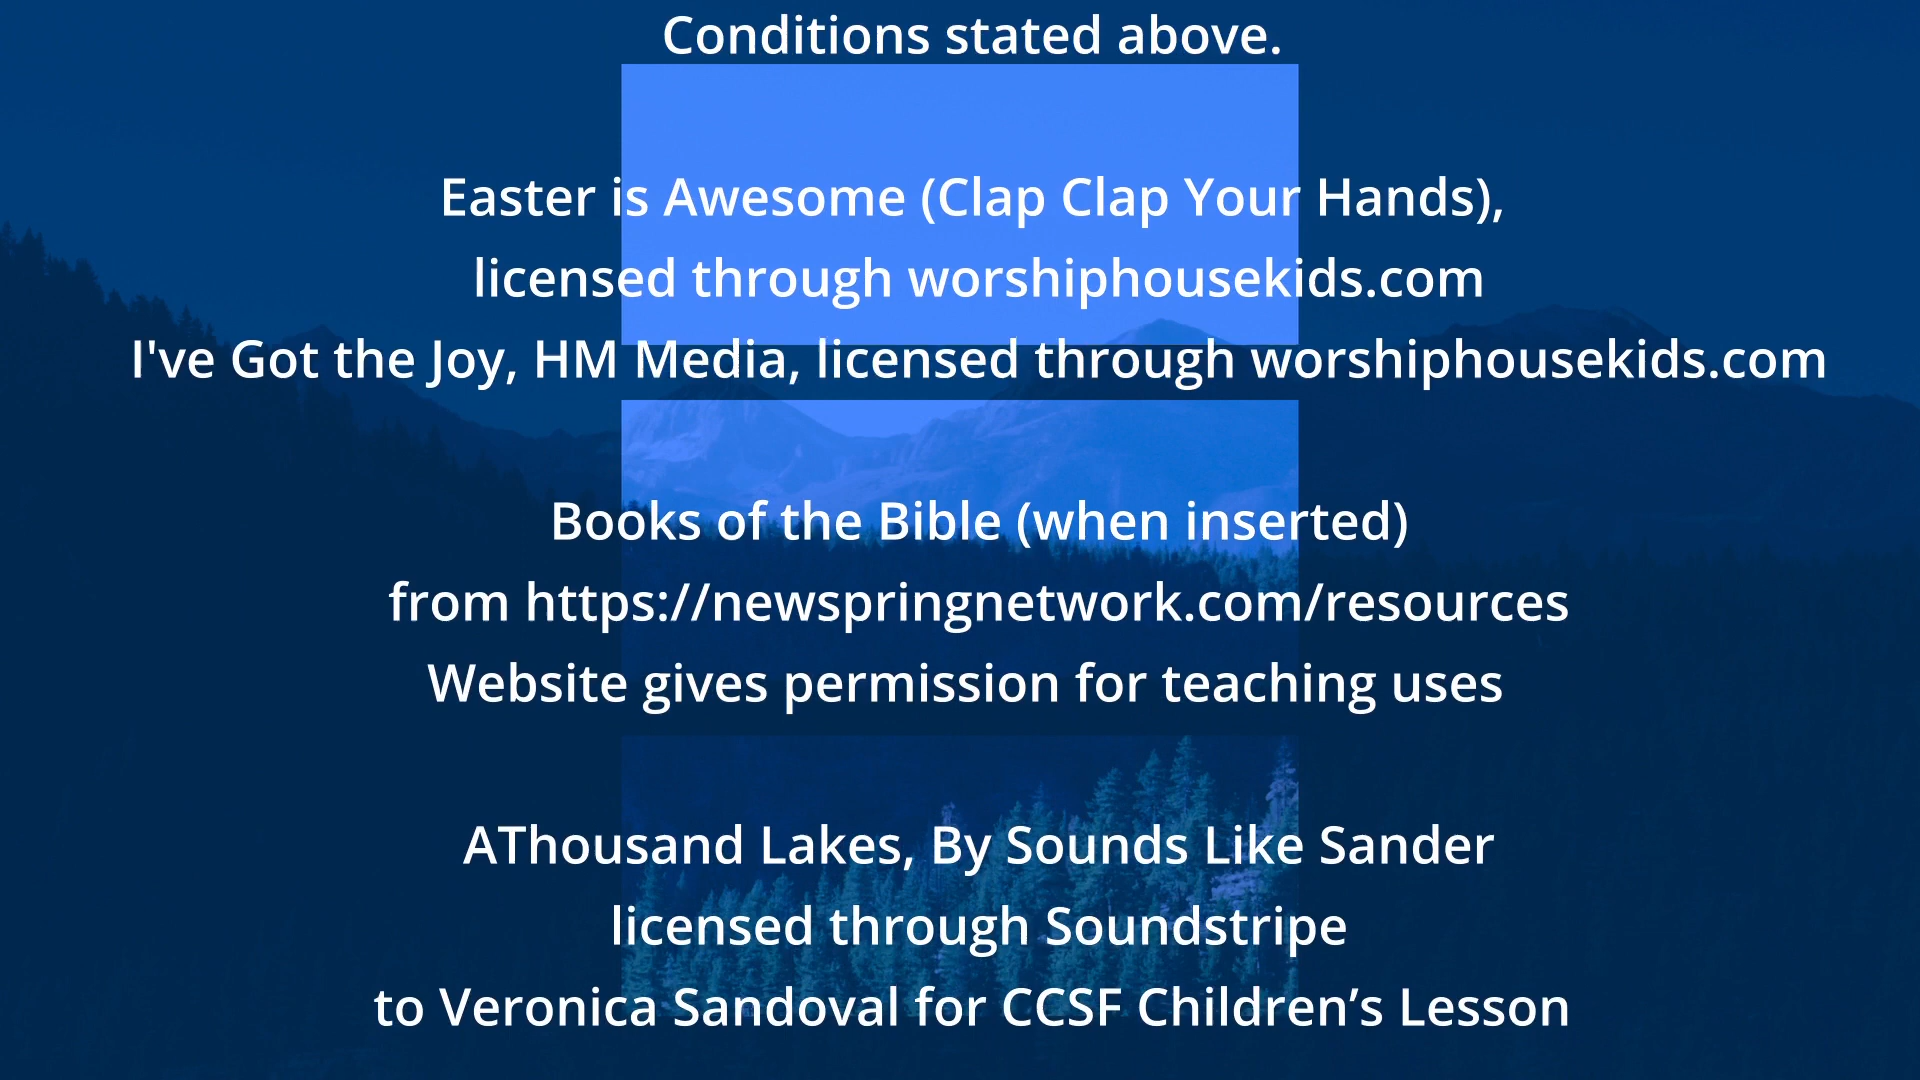 Conditions stated above.
Easter is Awesome (Clap Clap Your Hands),
licensed through worshiphousekids.com
I've Got the Joy, HM Media, licensed through worshiphousekids.com
Books of the Bible (when inserted)
from https://newspringnetwork.com/resources
Website gives permission for teaching uses
AThousand Lakes, By Sounds Like Sander
licensed through Soundstripe
to Veronica Sandoval for CCSF Children’s Lesson